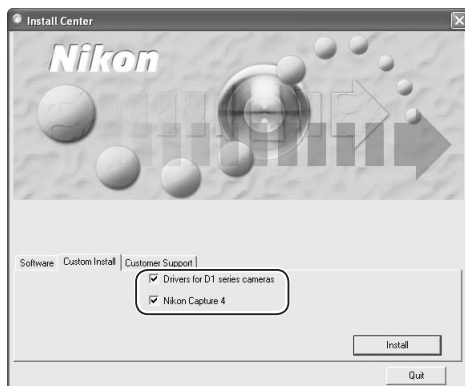 Install Center
Nikon
Software Custom Install Customer Support
Drivers for D1 series cameras
Nikon Capture 4
Install
Quit